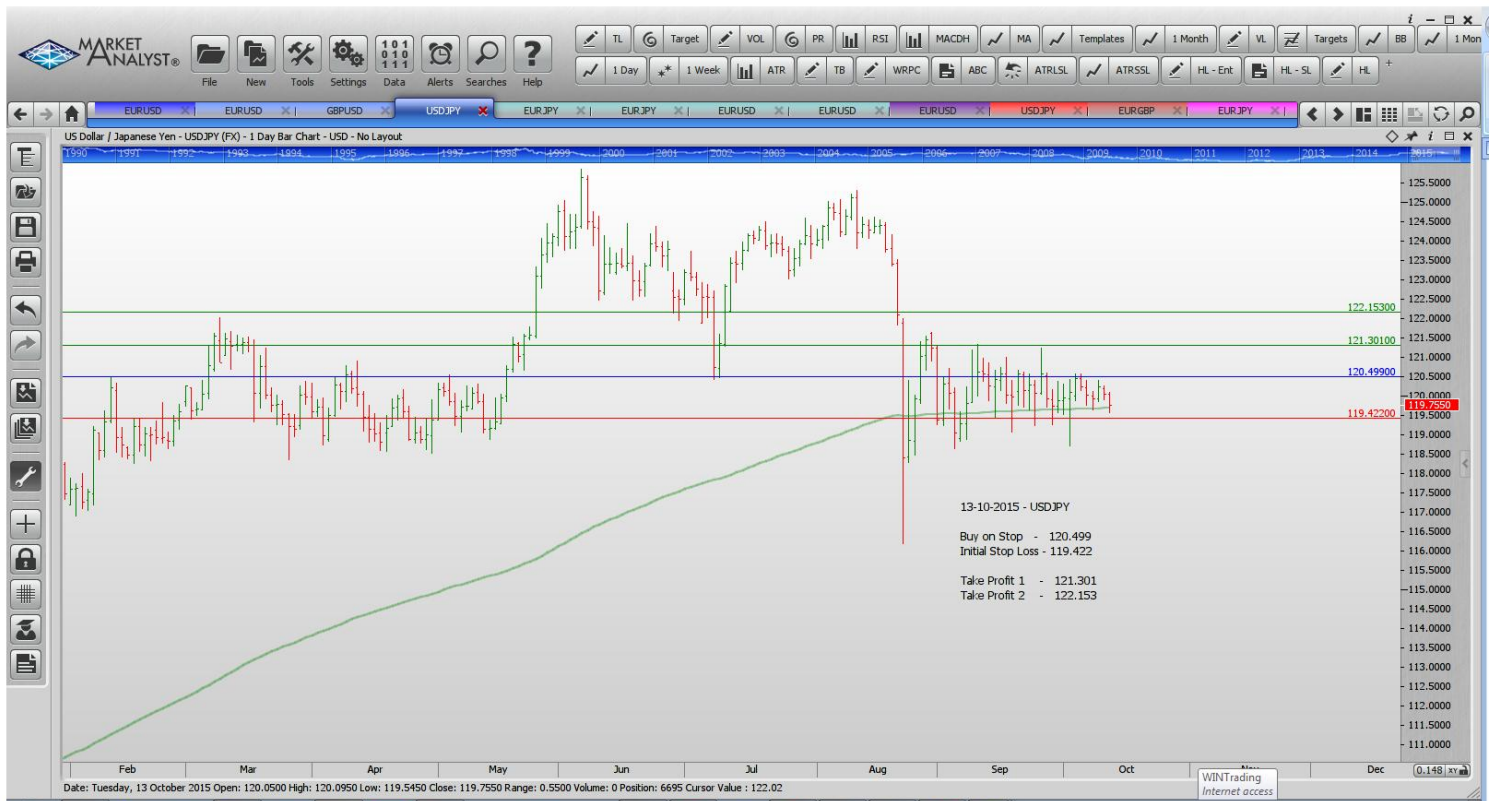 i
MARKET
ANALYST®
File
New
Tools
Settings
101
010
111
Data
Alerts
Searches
?
Help
TL
Target
VOL
PR
RSI
MACDH
MA
Templates
1 Month
VL
Targets
BB
1 Mon
1 Day
1 Week
ATR
TB
WRPC
ABC
ATRLSL
ATRSSL
HL - Ent
HL - SL
HL
+
EURUSD
EURUSD
GBPUSD
USDJPY
EURJPY
EURJPY
EURUSD
EURUSD
EURUSD
USDJPY
EURGBP
EURJPY
US Dollar / Japanese Yen - USDJPY (FX) - 1 Day Bar Chart - USD - No Layout
i
1990 1991 1992 1993 1994 1995 1996 1997 1998 1999 2000 2001 2002 2003 2004 2005 2006 2007 2008 2009 2010 2011 2012 2013 2014 2015
125.5000
125.0000
124.5000
124.0000
123.5000
123.0000
122.5000
122.15300
122.0000
121.5000
121.30100
121.0000
120.49900
120.5000
120.0000
119.7550
119.42200
119.5000
119.0000
118.5000
118.0000
117.5000
117.0000
116.5000
116.0000
115.5000
115.0000
114.5000
114.0000
113.5000
113.0000
112.5000
112.0000
111.5000
111.0000
13-10-2015 - USDJPY
Buy on Stop - 120.499
Initial Stop Loss - 119.422
Take Profit 1 - 121.301
Take Profit 2 - 122.153
Feb Mar Apr May Jun Jul Aug Sep Oct Dec
0.148 XY
WINTrading
Internet access
Date: Tuesday, 13 October 2015 Open: 120.0500 High: 120.0950 Low: 119.5450 Close: 119.7550 Range: 0.5500 Volume: 0 Position: 6695 Cursor Value : 122.02